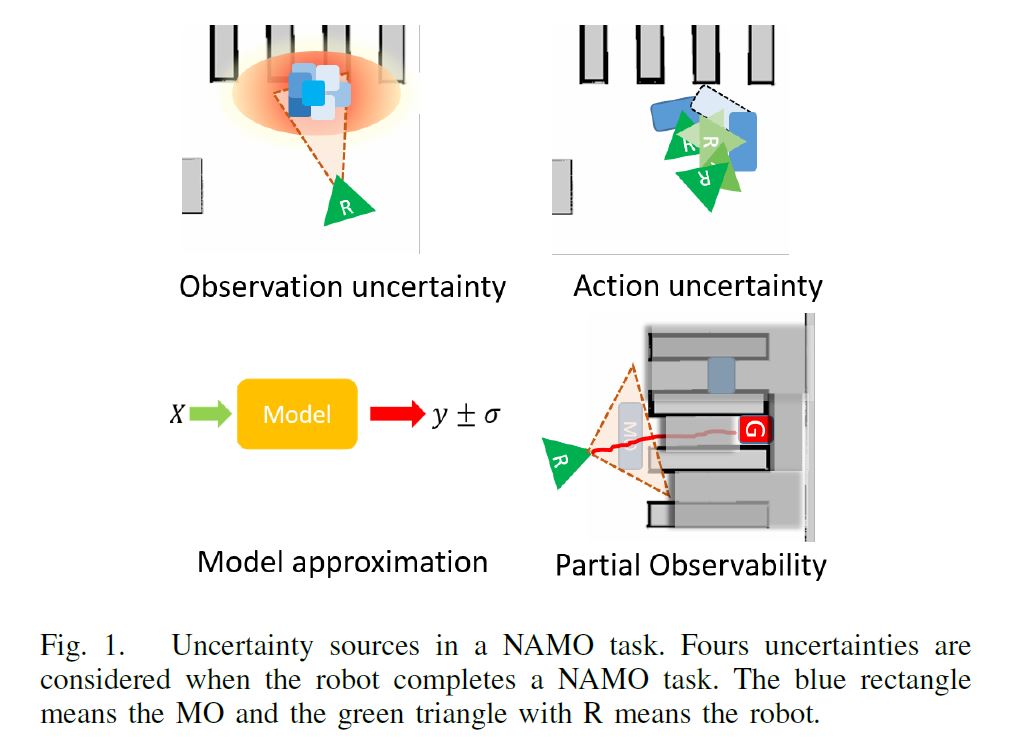 R
R
R
R
Observation uncertainty
Action uncertainty
X
Model
y ± σ
MO
G
R
Model approximation
Partial Observability
Fig. 1. Uncertainty sources in a NAMO task. Fours uncertainties are
considered when the robot completes a NAMO task. The blue rectangle
means the MO and the green triangle with R means the robot.